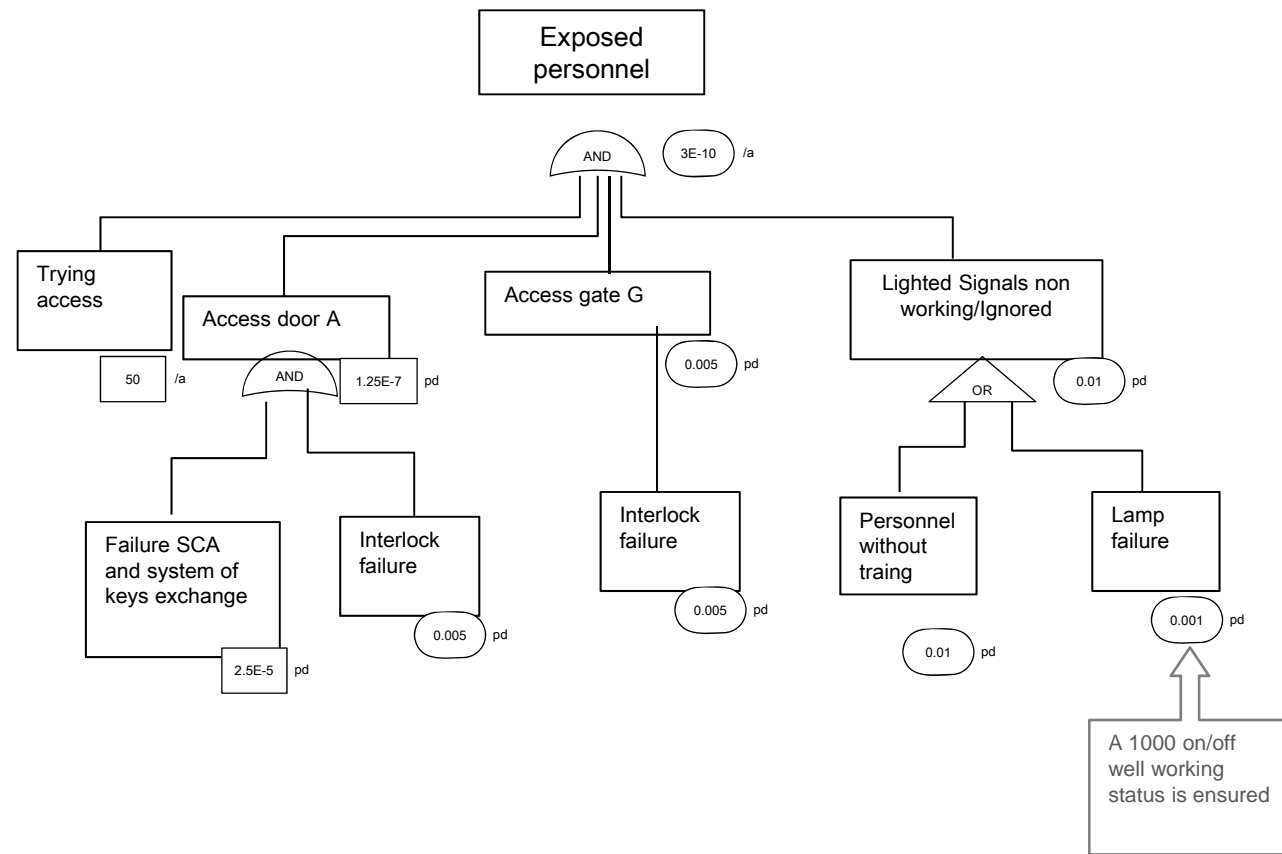 Exposed
personnel
AND
3E-10 /a
Trying
access
50 /a
Access door A
AND
1.25E-7 pd
Access gate G
0.005 pd
Lighted Signals non
working/Ignored
OR
0.01 pd
Failure SCA
and system of
keys exchange
2.5E-5 pd
Interlock
failure
0.005 pd
Interlock
failure
0.005 pd
Personnel
without
traing
0.01 pd
Lamp
failure
0.001 pd
A 1000 on/off
well working
status is ensured